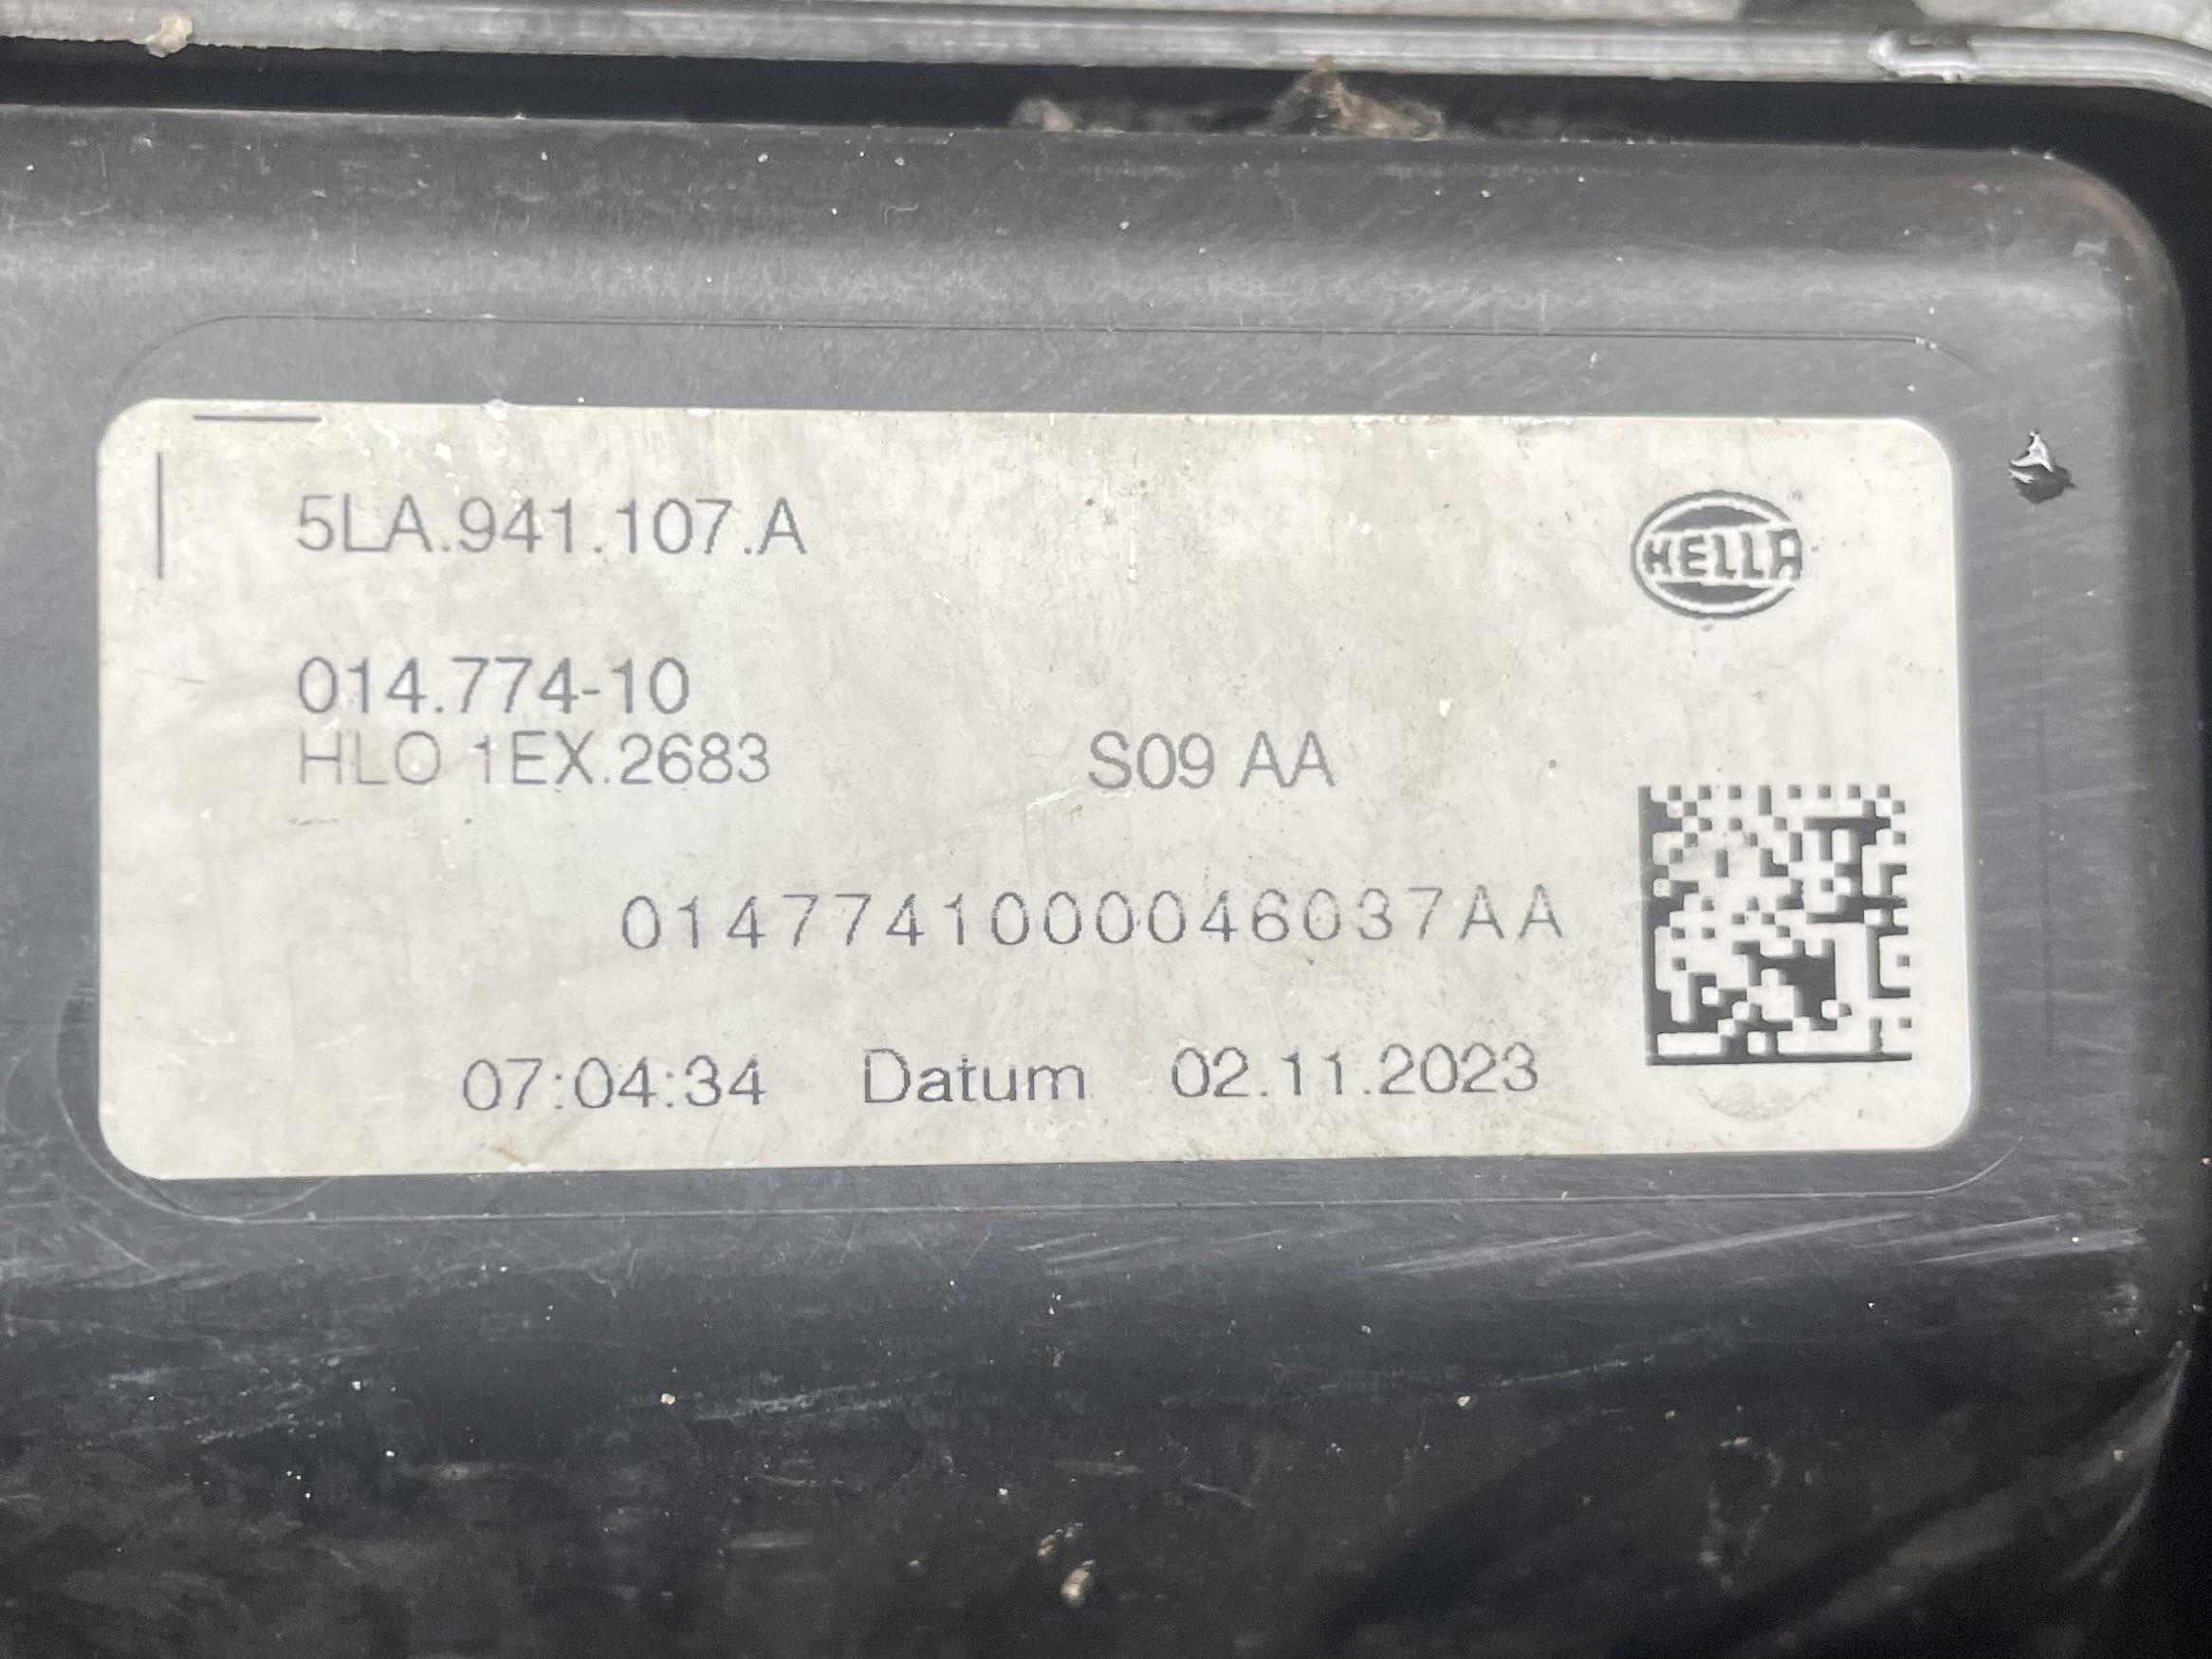 5LA.941.107.A
HELLA
014.774-10
HLO 1EX.2683 S09 AA
0147741000046037AA
07:04:34 Datum 02.11.2023